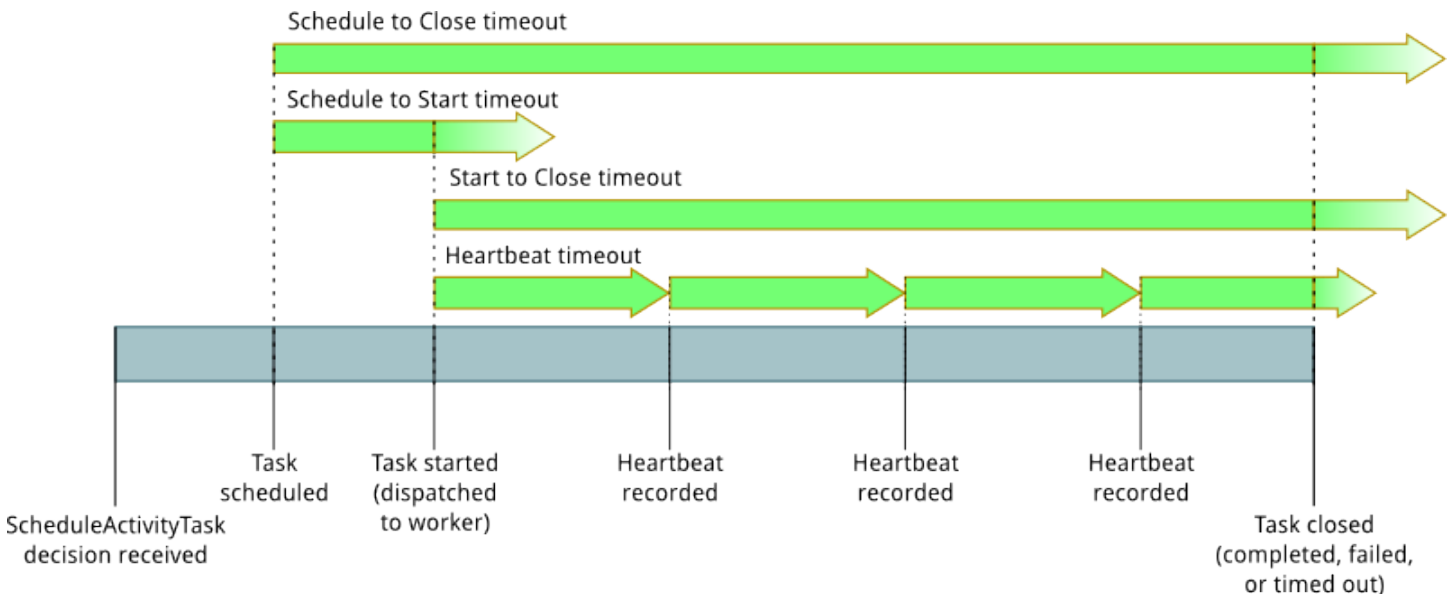 Schedule to Close timeout
Schedule to Start timeout
Start to Close timeout
Heartbeat timeout
Task
scheduled
Task started
(dispatched
to worker)
Heartbeat
recorded
Heartbeat
recorded
Heartbeat
recorded
ScheduleActivityTask
decision received
Task closed
(completed, failed,
or timed out)